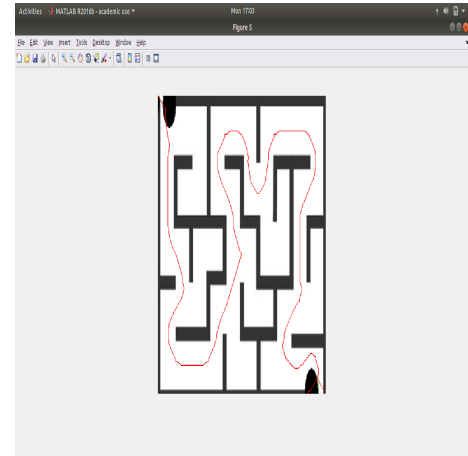 Activities MATLAB R2016b - academic use Mon 17:03
Figure 5
File Edit View Insert Tools Desktop Window Help